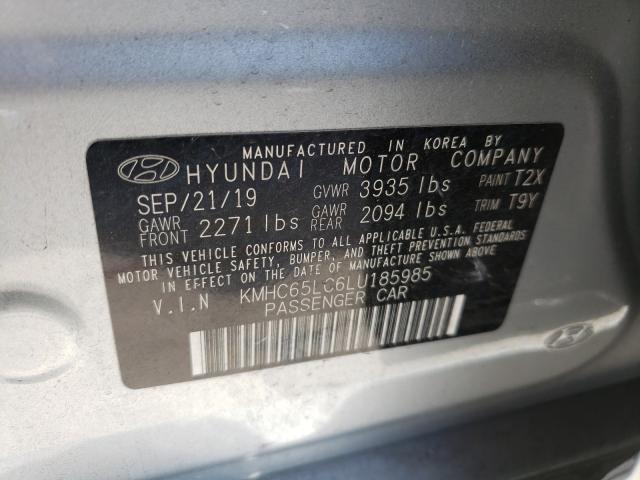 MANUFACTURED IN KOREA BY
HYUNDAI MOTOR COMPANY
SEP/21/19 GVWR 3935 lbs PAINT T2X
GAWR FRONT 2271 lbs GAWR REAR 2094 lbs TRIM T9Y
THIS VEHICLE CONFORMS TO ALL APPLICABLE U.S.A. FEDERAL
MOTOR VEHICLE SAFETY, BUMPER, AND THEFT PREVENTION STANDARDS
IN EFFECT ON THE DATE OF MANUFACTURE SHOWN ABOVE.
V.I.N KMHC65LC6LU185985
PASSENGER CAR